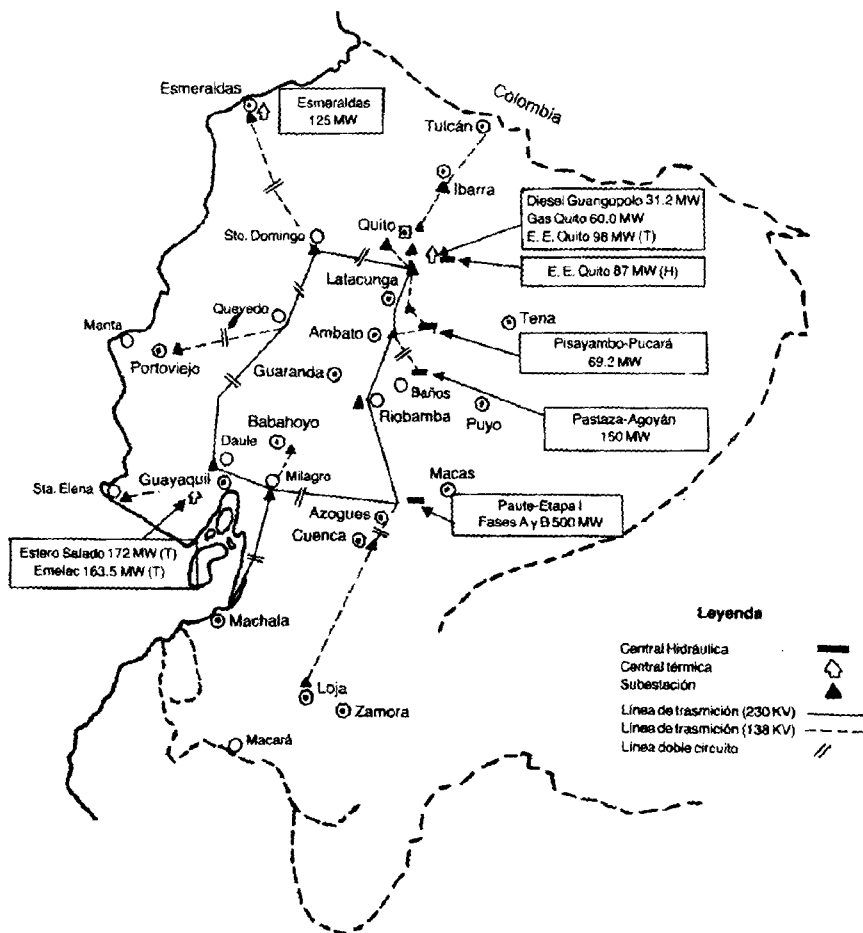 Esmeraldas
Esmeraldas
125 MW
Colombia
Tulcán
Ibarra
Diesel Guangopolo 31.2 MW
Gas Quito 60.0 MW
E. E. Quito 98 MW (T)
Quito
Sto. Domingo
E. E. Quito 87 MW (H)
Latacunga
Quevedo
Tena
Manta
Ambato
Pisayambo-Pucará
69.2 MW
Portoviejo
Guaranda
Baños
Riobamba
Puyo
Pastaza-Agoyán
150 MW
Babahoyo
Daule
Guayaquil
Milagro
Macas
Sta. Elena
Azogues
Paute-Etapa I
Fases A y B 500 MW
Cuenca
Estero Salado 172 MW (T)
Emelec 163.5 MW (T)
Machala
Leyenda
Central Hidráulica
Central térmica
Subestación
Línea de trasmición (230 KV)
Línea de trasmición (138 KV)
Línea doble circuito
Loja
Zamora
Macará